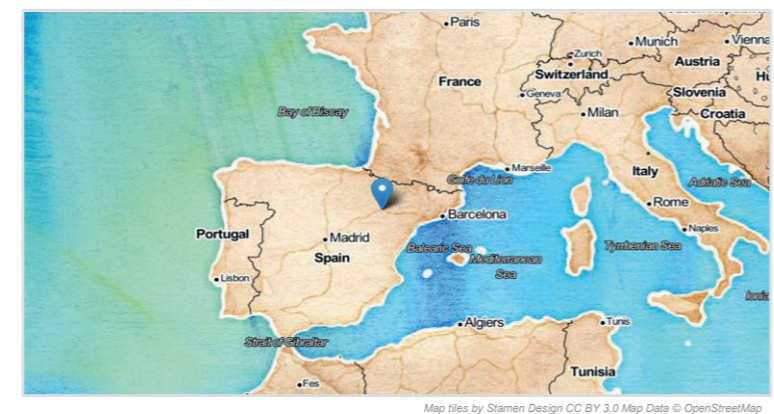 Paris
Munich
Vienna
Zurich
Austria
Switzerland
France
Slovenia
Geneva
Milan
Croatia
Bay of Biscay
Marseille
Italy
Golfe du Lion
Adriatic Sea
Rome
Barcelona
Naples
Portugal
Madrid
Balearic Sea
Tyrrhenian Sea
Spain
Mediterranean
Sea
Lisbon
Algiers
Tunis
Strait of Gibraltar
Tunisia
Fes
Map tiles by Stamen Design CC BY 3.0 Map Data © OpenStreetMap